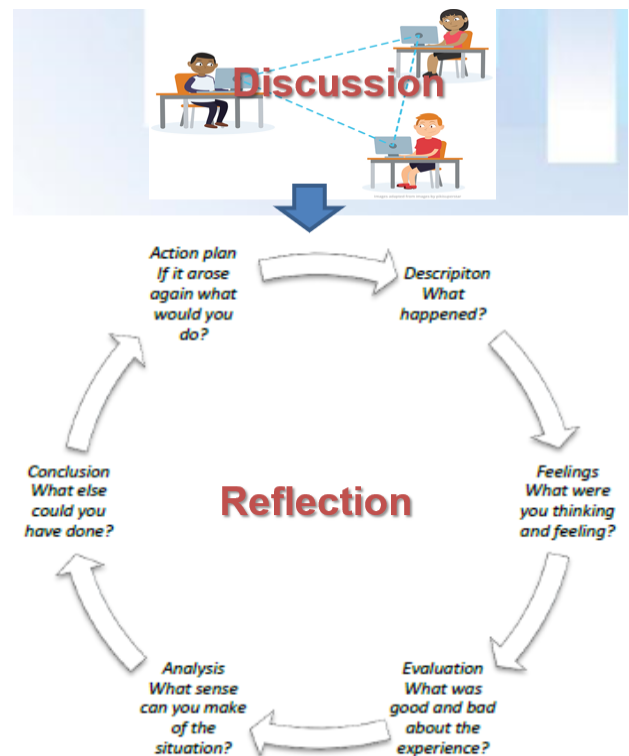 Discussion
Action plan
If it arose
again what
would you
do?
Descripiton
What
happened?
Feelings
What were
you thinking
and feeling?
Evaluation
What was
good and bad
about the
experience?
Analysis
What sense
can you make
of the
situation?
Conclusion
What else
could you
have done?
Reflection